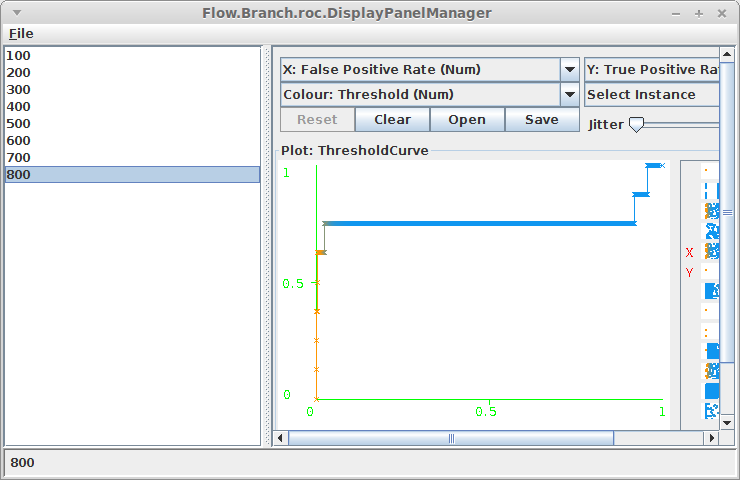 Flow.Branch.roc.DisplayPanelManager
File
100
200
300
400
500
600
700
800
X: False Positive Rate (Num)
Y: True Positive Ra
Colour: Threshold (Num)
Select Instance
Reset
Clear
Open
Save
Jitter
Plot: ThresholdCurve
1
0.5
0
0
0.5
1
X
Y
800